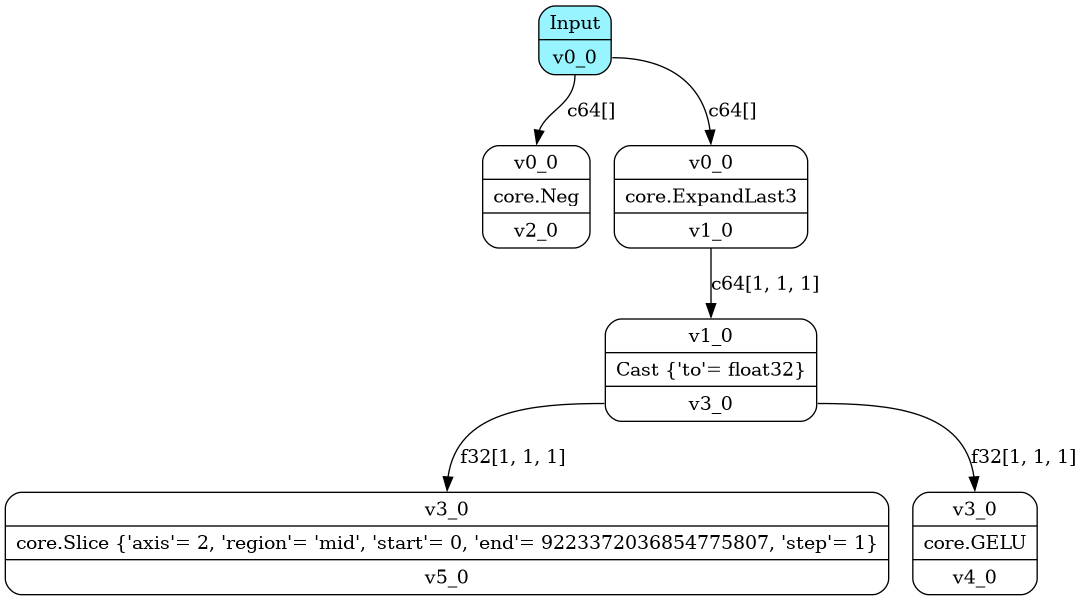 Input
v0_0
c64[]
c64[]
v0_0
core.Neg
v2_0
v0_0
core.ExpandLast3
v1_0
c64[1, 1, 1]
v1_0
Cast {'to'= float32}
v3_0
f32[1, 1, 1]
f32[1, 1, 1]
v3_0
core.Slice {'axis'= 2, 'region'= 'mid', 'start'= 0, 'end'= 9223372036854775807, 'step'= 1}
v5_0
v3_0
core.GELU
v4_0